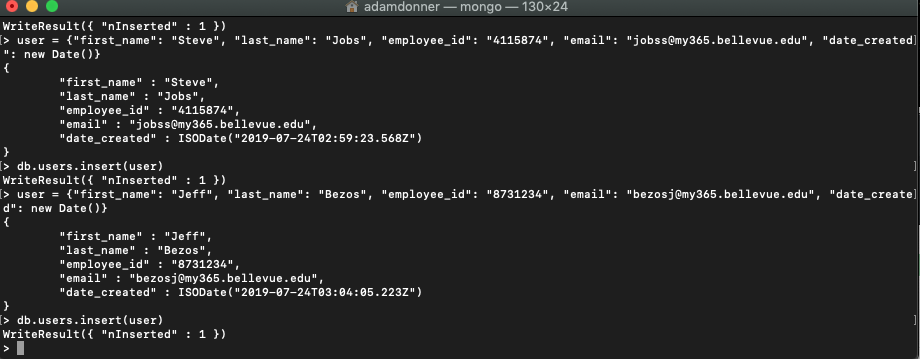 adamdonner — mongo — 130×24
WriteResult({ "nInserted" : 1 })
[> user = {"first_name": "Steve", "last_name": "Jobs", "employee_id": "4115874", "email": "jobss@my365.bellevue.edu", "date_created]
": new Date()}
{
        "first_name" : "Steve",
        "last_name" : "Jobs",
        "employee_id" : "4115874",
        "email" : "jobss@my365.bellevue.edu",
        "date_created" : ISODate("2019-07-24T02:59:23.568Z")
}
[> db.users.insert(user) ]
WriteResult({ "nInserted" : 1 })
[> user = {"first_name": "Jeff", "last_name": "Bezos", "employee_id": "8731234", "email": "bezosj@my365.bellevue.edu", "date_create]
d": new Date()}
{
        "first_name" : "Jeff",
        "last_name" : "Bezos",
        "employee_id" : "8731234",
        "email" : "bezosj@my365.bellevue.edu",
        "date_created" : ISODate("2019-07-24T03:04:05.223Z")
}
[> db.users.insert(user) ]
WriteResult({ "nInserted" : 1 })
>